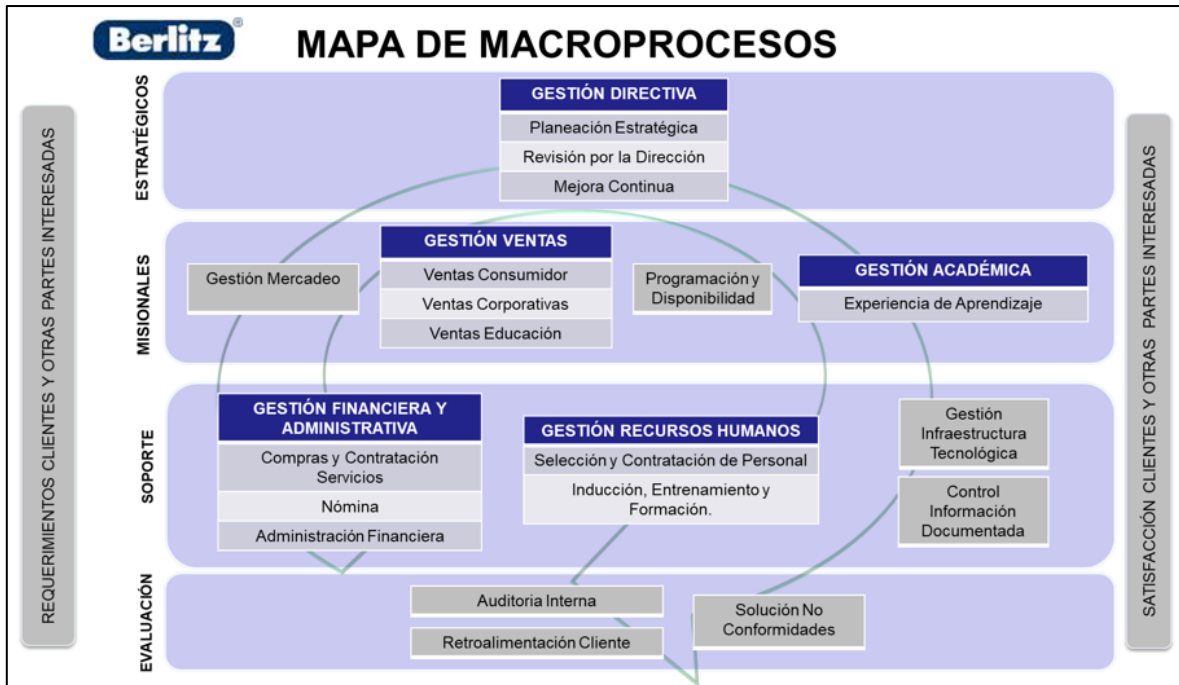 Berlitz®
MAPA DE MACROPROCESOS
REQUERIMIENTOS CLIENTES Y OTRAS PARTES INTERESADAS
ESTRATÉGICOS
GESTIÓN DIRECTIVA
Planeación Estratégica
Revisión por la Dirección
Mejora Continua
MISIONALES
Gestión Mercadeo
GESTIÓN VENTAS
Ventas Consumidor
Ventas Corporativas
Ventas Educación
Programación y
Disponibilidad
GESTIÓN ACADÉMICA
Experiencia de Aprendizaje
SOPORTE
GESTIÓN FINANCIERA Y
ADMINISTRATIVA
Compras y Contratación
Servicios
Nómina
Administración Financiera
GESTIÓN RECURSOS HUMANOS
Selección y Contratación de Personal
Inducción, Entrenamiento y
Formación.
Gestión
Infraestructura
Tecnológica
Control
Información
Documentada
EVALUACIÓN
Auditoria Interna
Retroalimentación Cliente
Solución No
Conformidades
SATISFACCIÓN CLIENTES Y OTRAS PARTES INTERESADAS